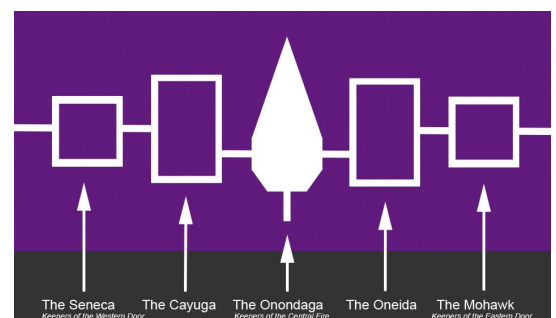 The Seneca The Cayuga The Onondaga The Oneida The Mohawk
Keepers of the Western Door Keepers of the Central Fire Keepers of the Eastern Door